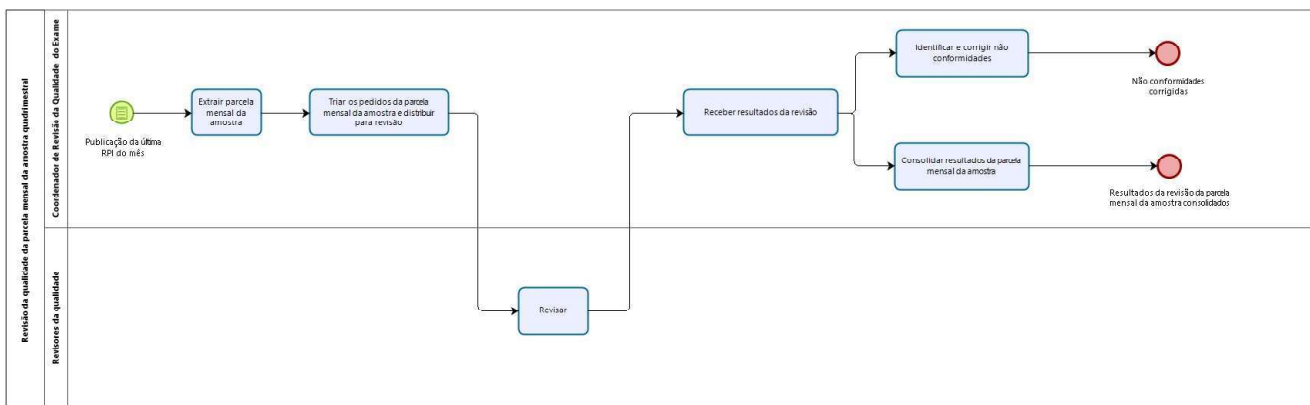 Revisão da qualidade da parcela mensal da amostra quadrimestral
Coordenador de Revisão da Qualidade do Exame
Publicação da última
RPI do mês
Extrair parcela
mensal da
amostra
Triar os pedidos da parcela
mensal da amostra e distribuir
para revisão
Receber resultados da revisão
Identificar e corrigir não
conformidades
Não conformidades
corrigidas
Consolidar resultados da parcela
mensal da amostra
Resultados da revisão da parcela
mensal da amostra consolidados
Revisores da qualidade
Revisar